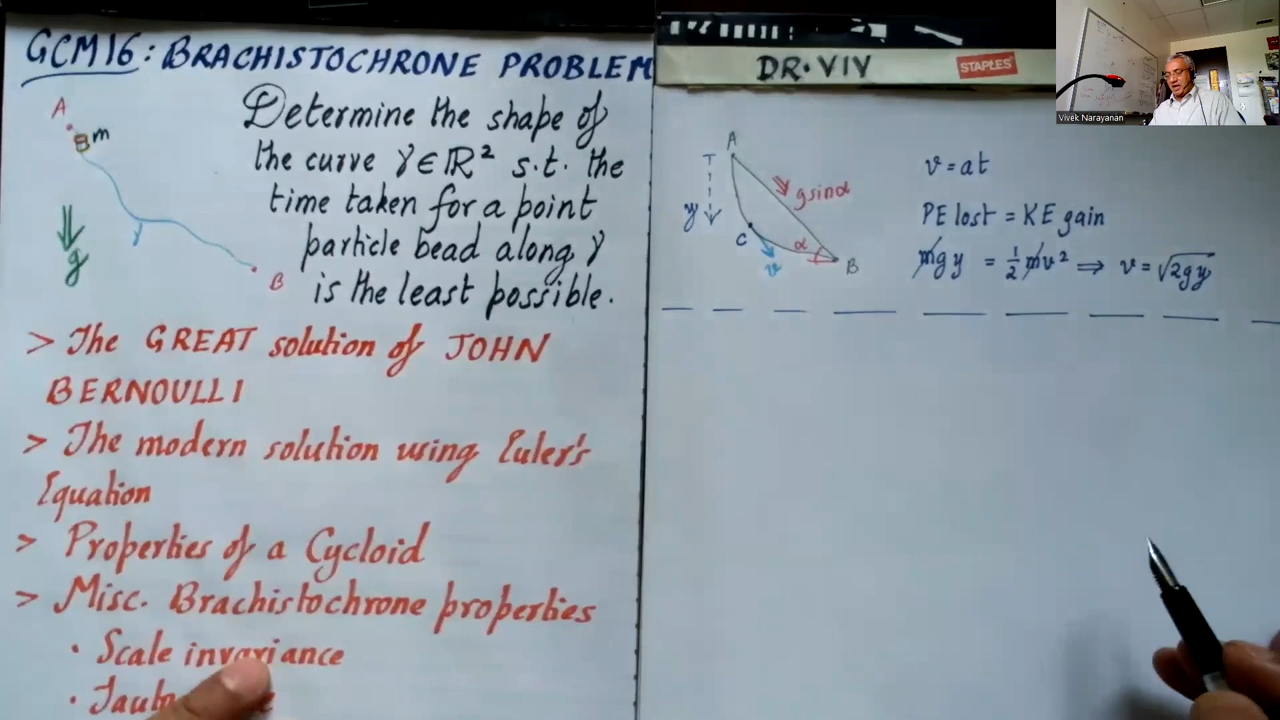 GCM16: BRACHISTOCHRONE PROBLEM
A
m
g
γ
B
Determine the shape of
the curve γ∈ℝ² s.t. the
time taken for a point
particle bead along γ
is the least possible.
> The GREAT solution of JOHN
BERNOULLI
> The modern solution using Euler's
Equation
> Properties of a Cycloid
> Misc. Brachistochrone properties
• Scale invariance
DR. VIV
STAPLES
Vivek Narayanan
A
y
g sinα
C
v
α
B
v = at
PE lost = KE gain
mgy = ½mv² ⟹ v = √2gy